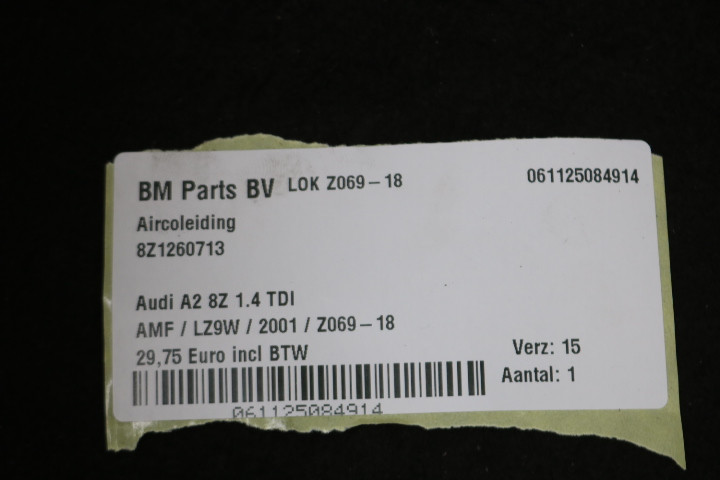 BM Parts BV LOK Z069-18 061125084914
Aircoleiding
8Z1260713
Audi A2 8Z 1.4 TDI
AMF / LZ9W / 2001 / Z069-18
29,75 Euro incl BTW
Verz: 15
Aantal: 1
061125084914